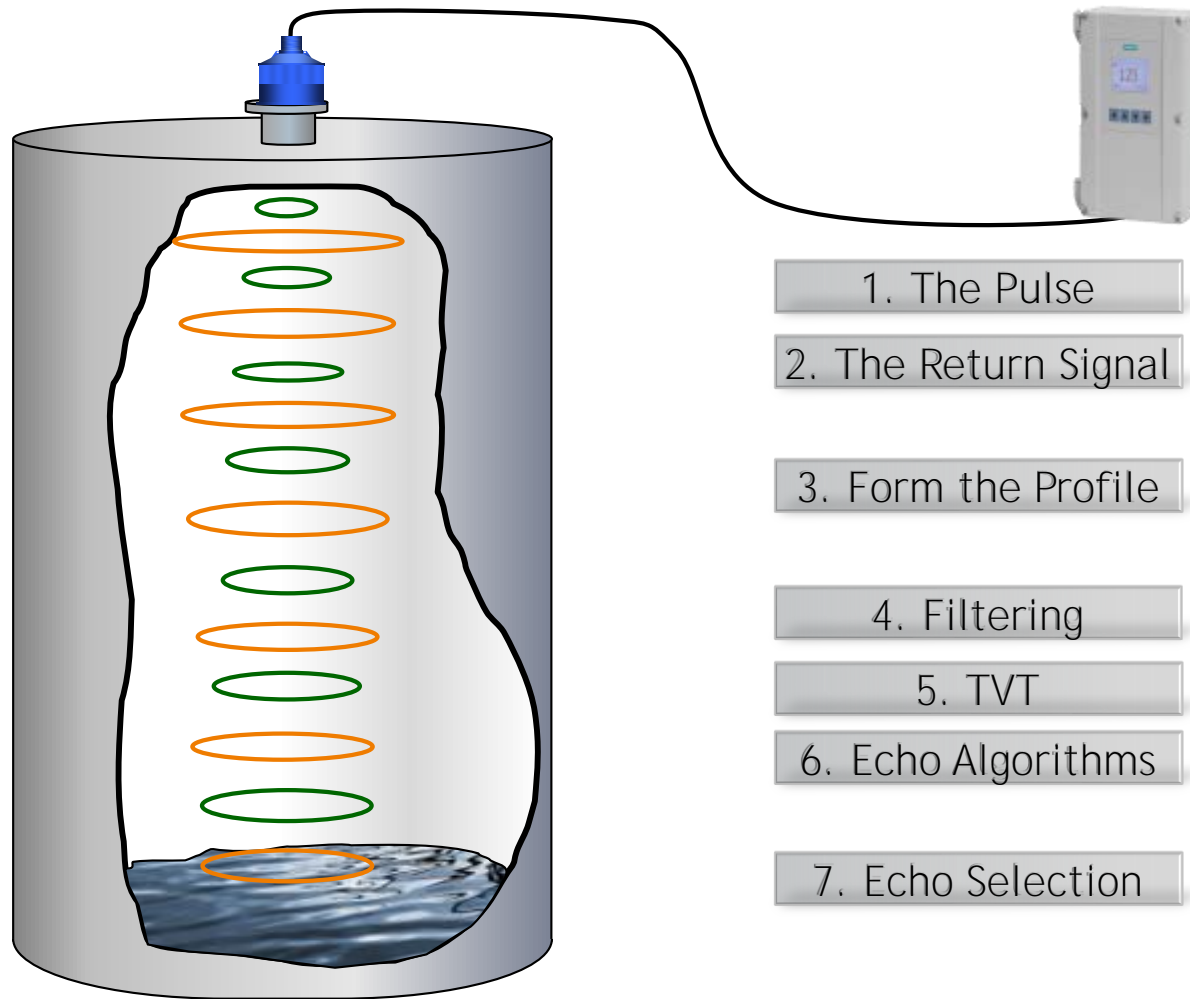 123
1. The Pulse
2. The Return Signal
3. Form the Profile
4. Filtering
5. TVT
6. Echo Algorithms
7. Echo Selection